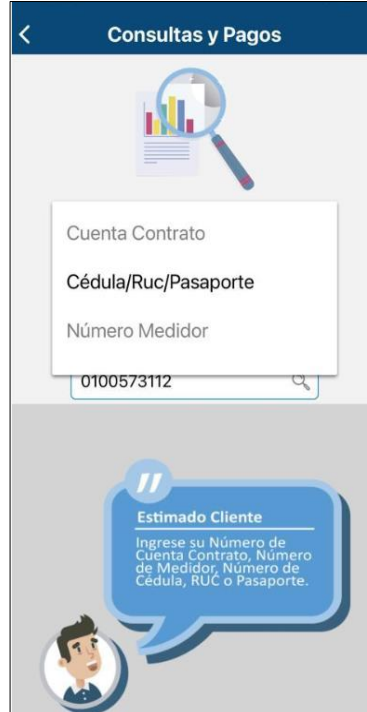 Consultas y Pagos
Cuenta Contrato
Cédula/Ruc/Pasaporte
Número Medidor
0100573112
Estimado Cliente
Ingrese su Número de
Cuenta Contrato, Número
de Medidor, Número de
Cédula, RUC o Pasaporte.